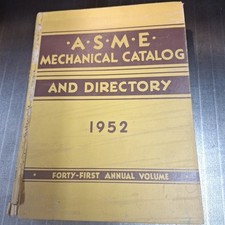 A·S·M·E
MECHANICAL CATALOG
AND DIRECTORY
1952
FORTY-FIRST ANNUAL VOLUME